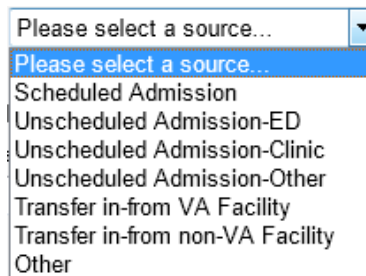 Please select a source...
Please select a source...
Scheduled Admission
Unscheduled Admission-ED
Unscheduled Admission-Clinic
Unscheduled Admission-Other
Transfer in-from VA Facility
Transfer in-from non-VA Facility
Other